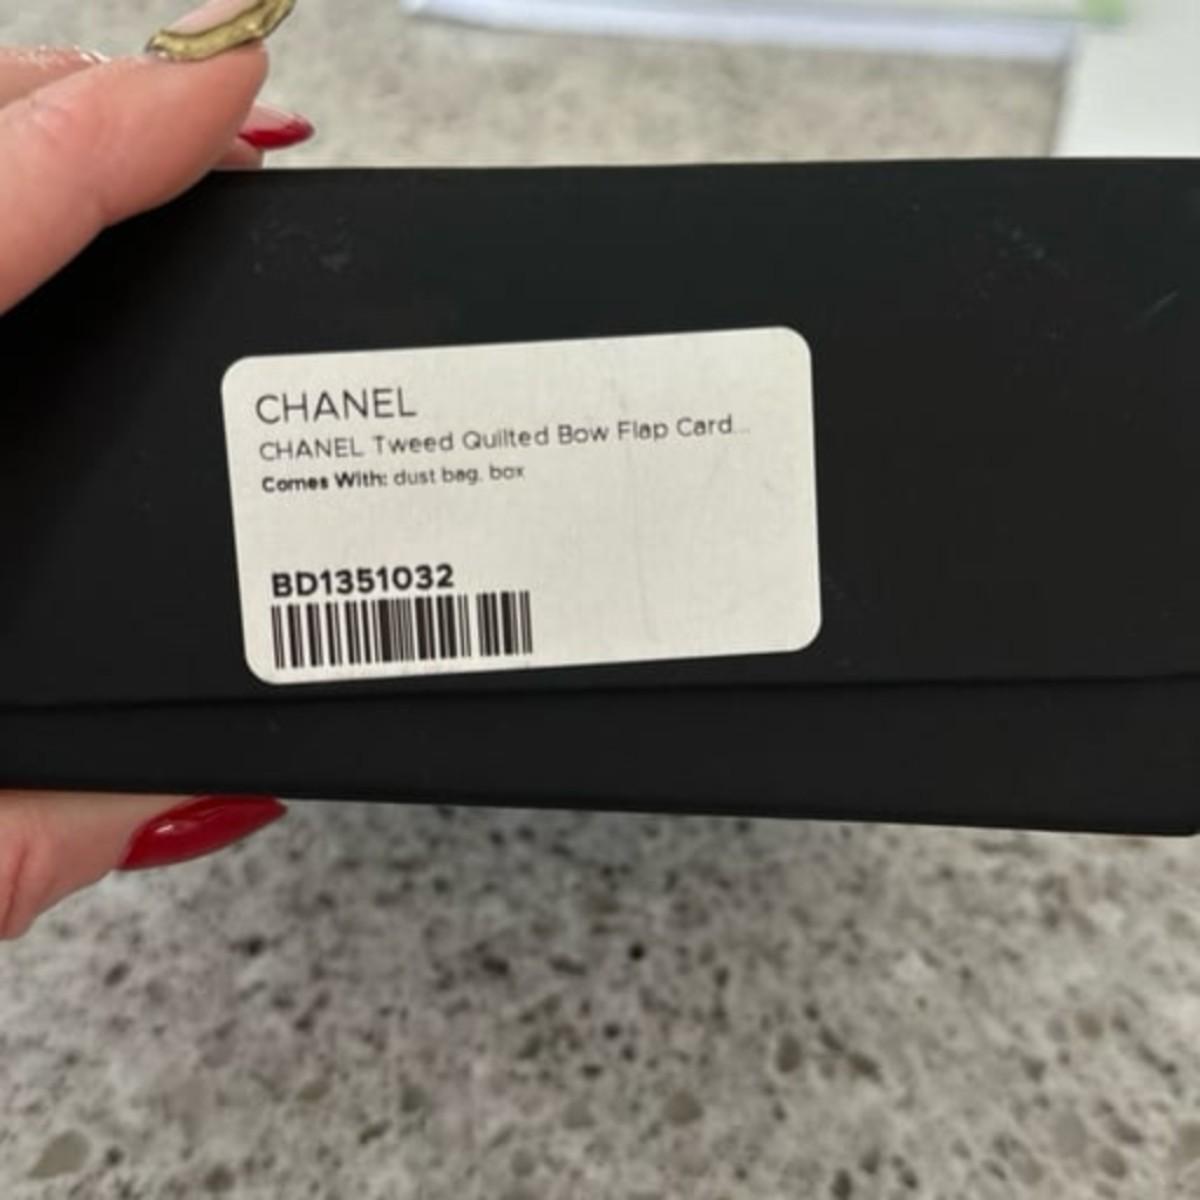 CHANEL
CHANEL Tweed Quilted Bow Flap Card...
Comes With: dust bag, box
BD1351032